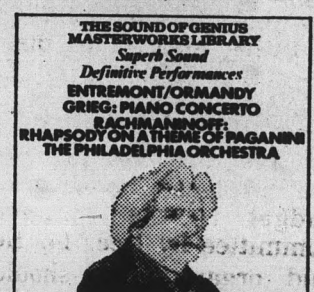 THE SOUND OF GENIUS
MASTERWORKS LIBRARY
Superb Sound
Definitive Performances
ENTREMONT/ORMANDY
GRIEG: PIANO CONCERTO
RACHMANINOFF:
RHAPSODY ON A THEME OF PAGANINI
THE PHILADELPHIA ORCHESTRA